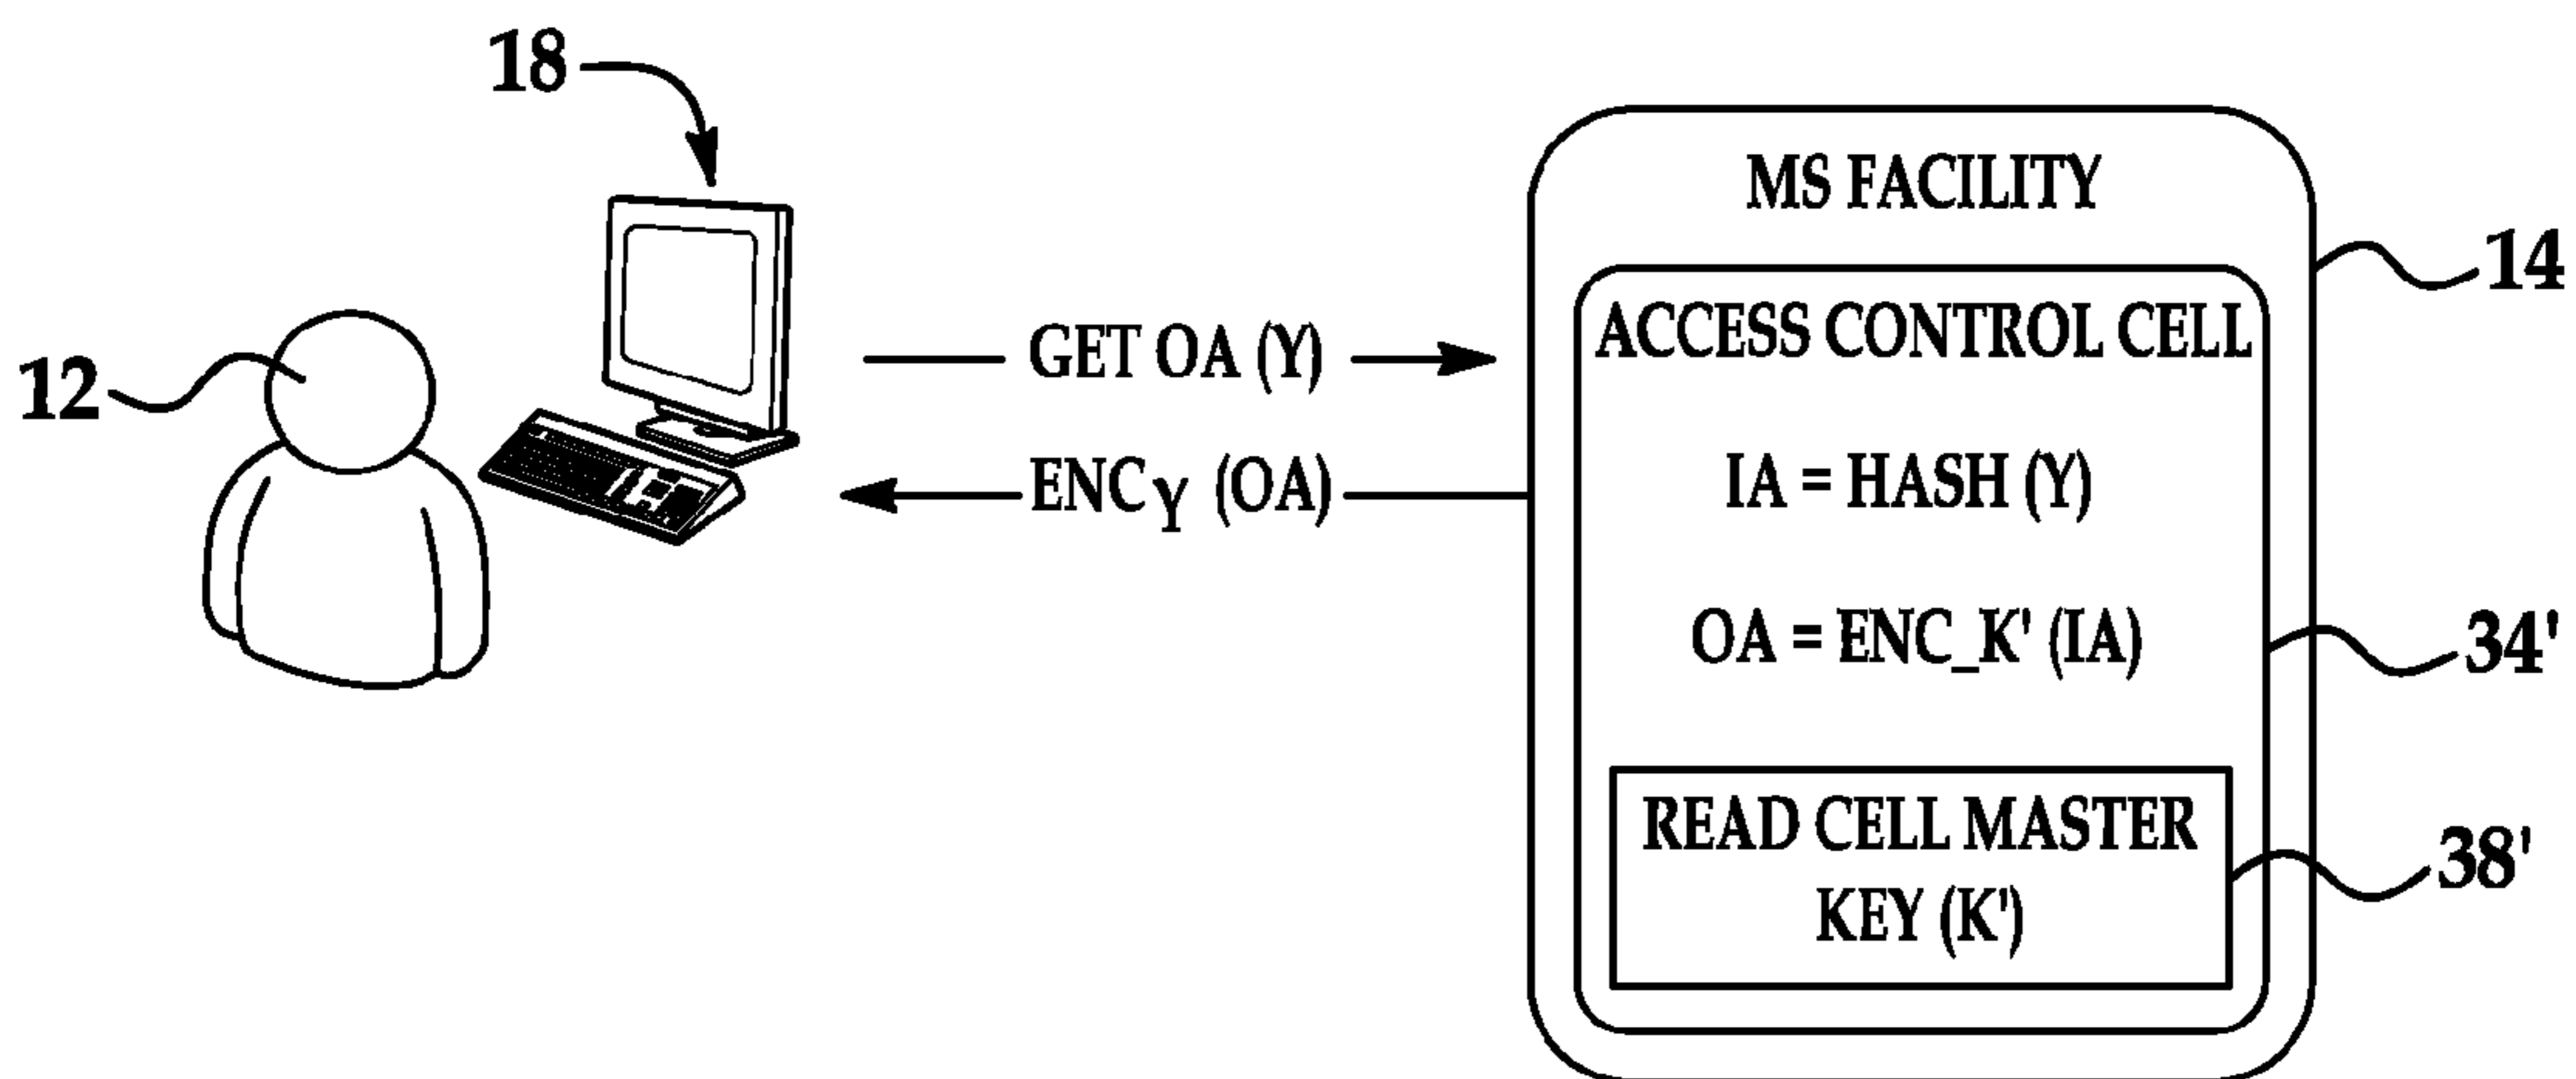 18
MS FACILITY
14
ACCESS CONTROL CELL
GET OA (Y)
12
ENC Y (OA)
IA = HASH (Y)
OA = ENC_K' (IA)
34'
READ CELL MASTER
KEY (K')
38'